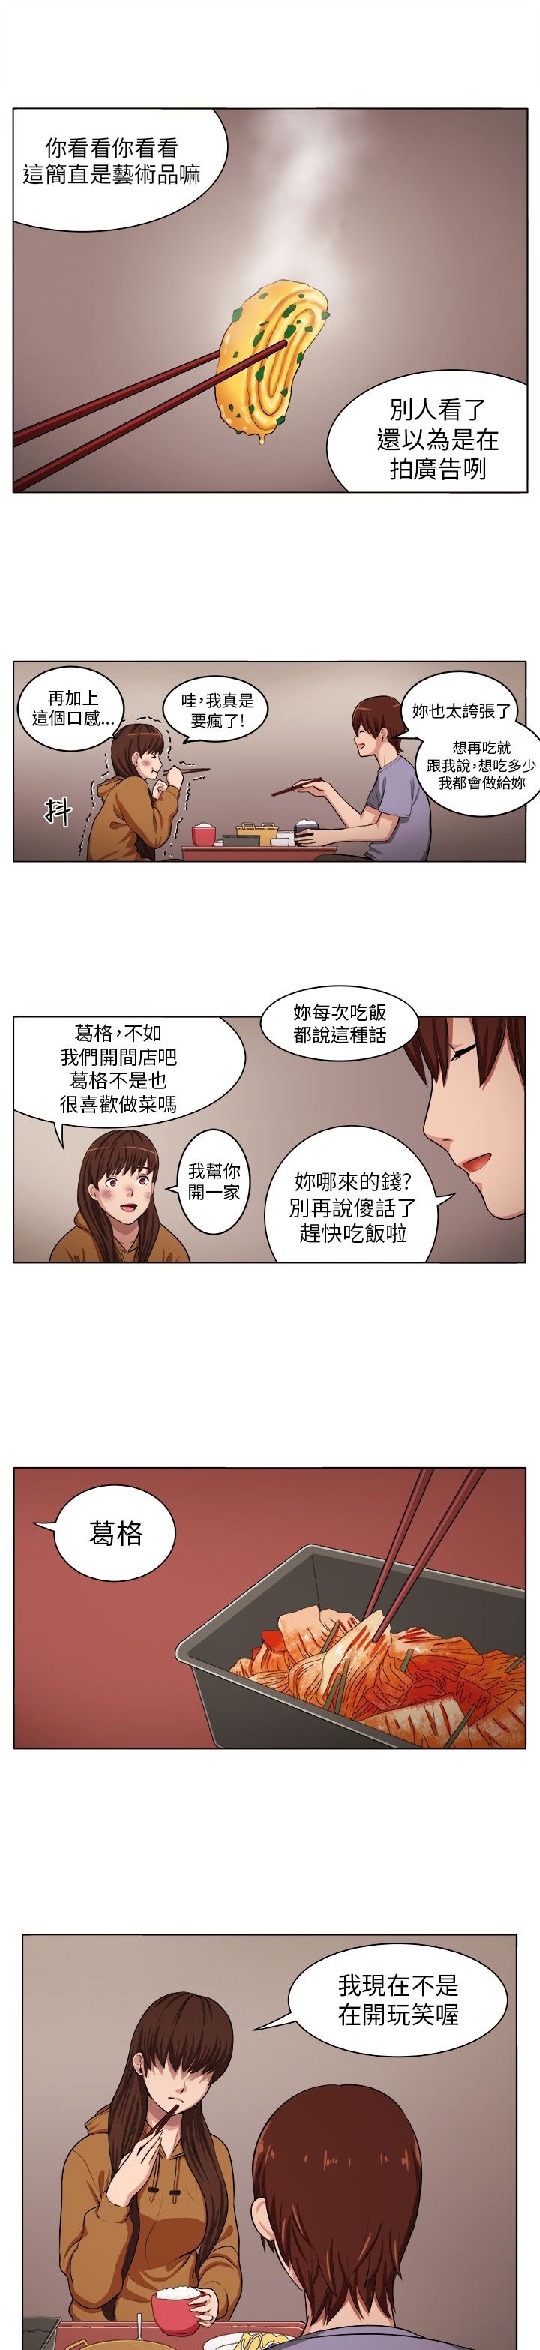 你看看你看看
這簡直是藝術品嘛
別人看了
還以為是在
拍廣告咧
再加上
這個口感…
哇,我真是
要瘋了!
妳也太誇張了
想再吃就
跟我說,想吃多少
我都會做給妳
抖
妳每次吃飯
都說這種話
葛格,不如
我們開間店吧
葛格不是也
很喜歡做菜嗎
我幫你
開一家
妳哪來的錢?
別再說傻話了
趕快吃飯啦
葛格
我現在不是
在開玩笑喔